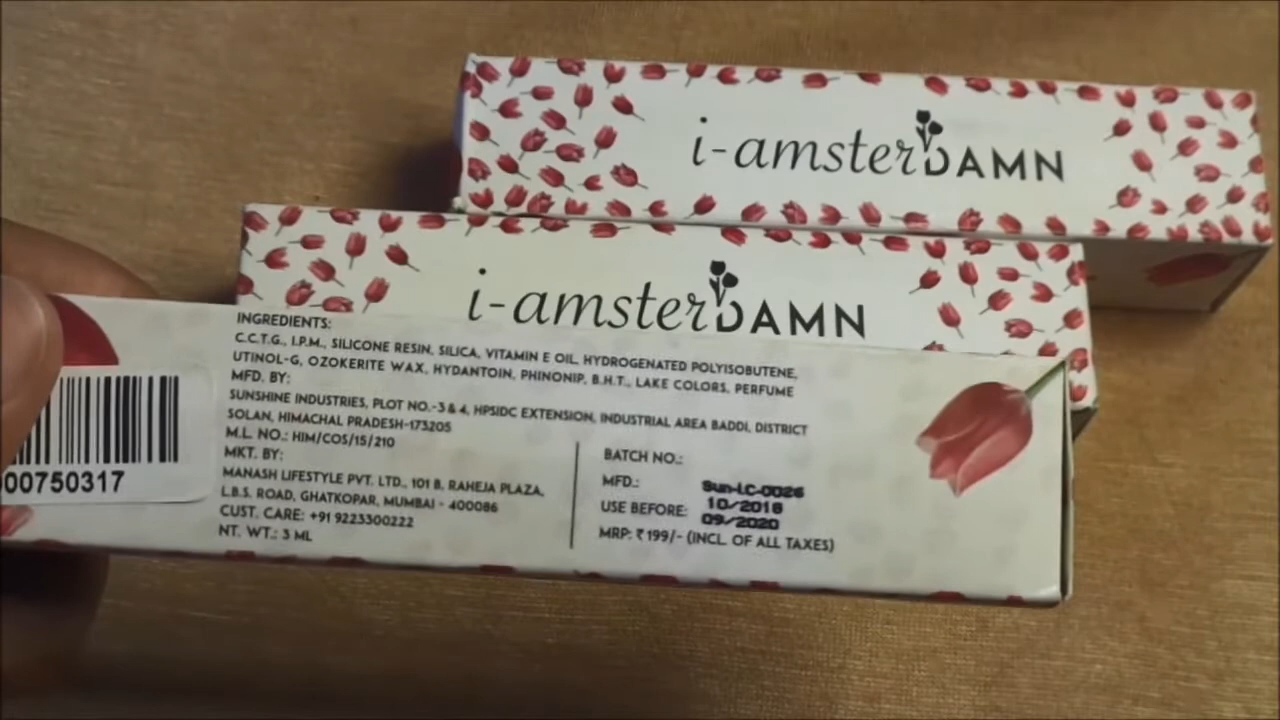 i-amsterDAMN
i-amsterDAMN
INGREDIENTS:
C.C.T.G., I.P.M., SILICONE RESIN, SILICA, VITAMIN E OIL, HYDROGENATED POLYISOBUTENE,
UTINOL-G, OZOKERITE WAX, HYDANTOIN, PHINONIP, B.H.T., LAKE COLORS, PERFUME
MFD. BY:
SUNSHINE INDUSTRIES, PLOT NO.-3 & 4, HPSIDC EXTENSION, INDUSTRIAL AREA BADDI, DISTRICT
SOLAN, HIMACHAL PRADESH-173205
M.L. NO.: HIM/COS/15/210
MKT. BY:
MANASH LIFESTYLE PVT. LTD., 101 B, RAHEJA PLAZA,
L.B.S. ROAD, GHATKOPAR, MUMBAI - 400086
CUST. CARE: +91 9223300222
NT. WT.: 3 ML
BATCH NO.: Sun-LC-0026
MFD.: 10/2018
USE BEFORE: 09/2020
MRP: ₹ 199/- (INCL. OF ALL TAXES)
00750317